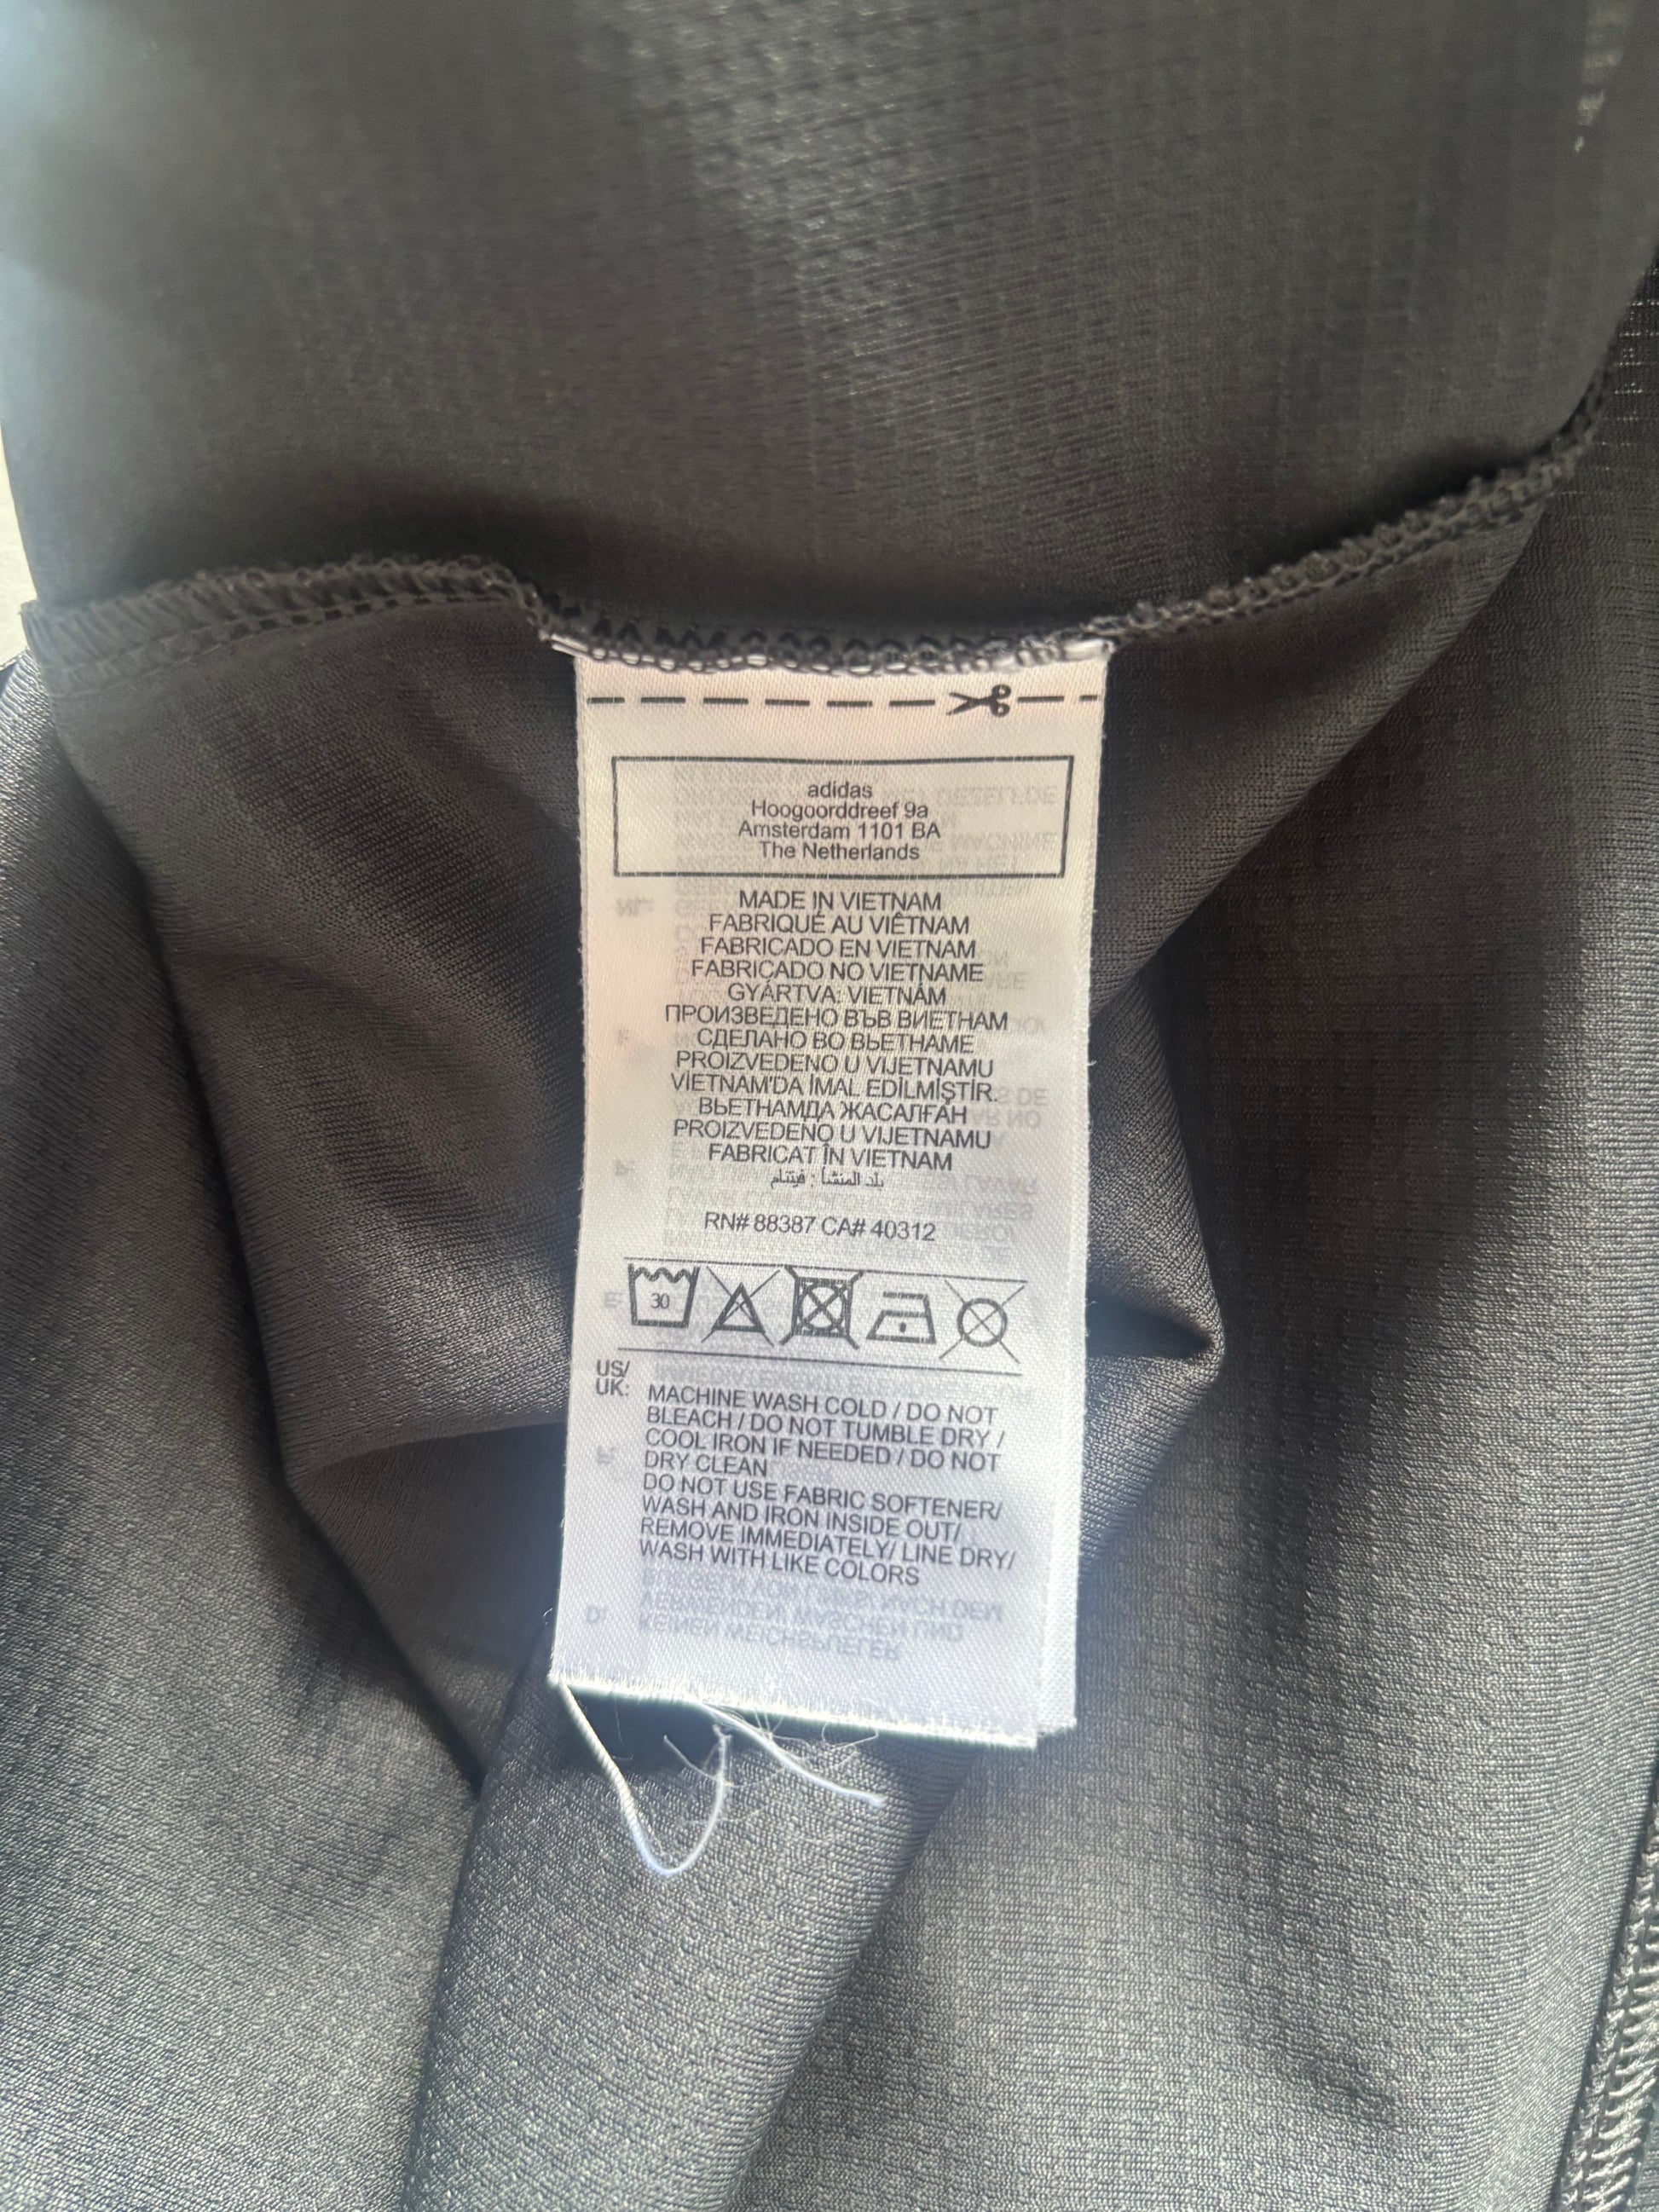 adidas
Hoogoorddreef 9a
Amsterdam 1101 BA
The Netherlands
MADE IN VIETNAM
FABRIQUÉ AU VIÊTNAM
FABRICADO EN VIETNAM
FABRICADO NO VIETNAME
GYÁRTVA: VIETNÁM
ПРОИЗВЕДЕНО ВЪВ ВИЕТНАМ
СДЕЛАНО ВО ВЬЕТНАМЕ
PROIZVEDENO U VIJETNAMU
VİETNAM'DA İMAL EDİLMİŞTİR.
ВЬЕТНАМДА ЖАСАЛҒАН
PROIZVEDENO U VIJETNAMU
FABRICAT ÎN VIETNAM
بلد المنشأ : فيتنام
RN# 88387 CA# 40312
30
US/
UK:
MACHINE WASH COLD / DO NOT
BLEACH / DO NOT TUMBLE DRY /
COOL IRON IF NEEDED / DO NOT
DRY CLEAN
DO NOT USE FABRIC SOFTENER/
WASH AND IRON INSIDE OUT/
REMOVE IMMEDIATELY/ LINE DRY/
WASH WITH LIKE COLORS